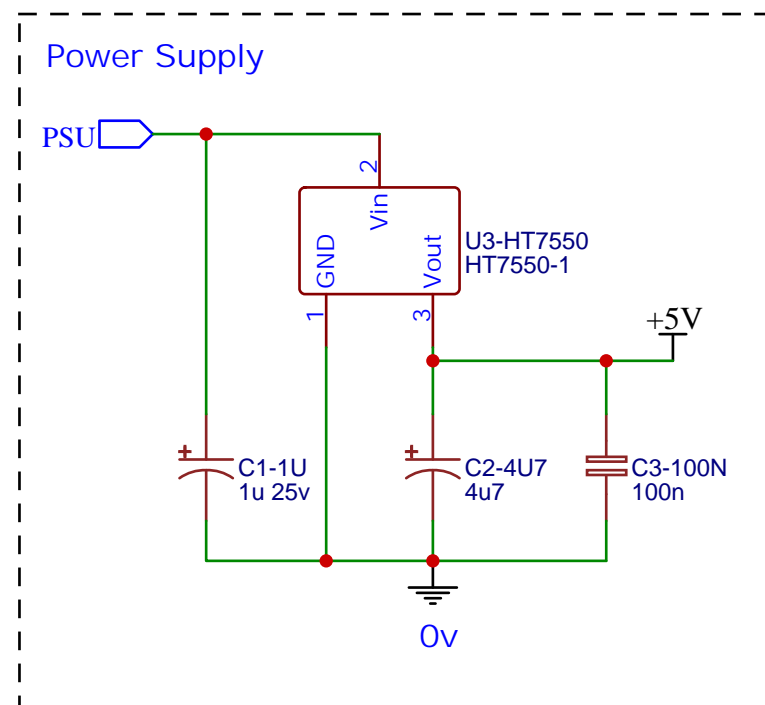 Power Supply
PSU
2
Vin
GND
Vout
U3-HT7550
HT7550-1
1
3
+5V
+
C1-1U
1u 25v
+
C2-4U7
4u7
C3-100N
100n
0v